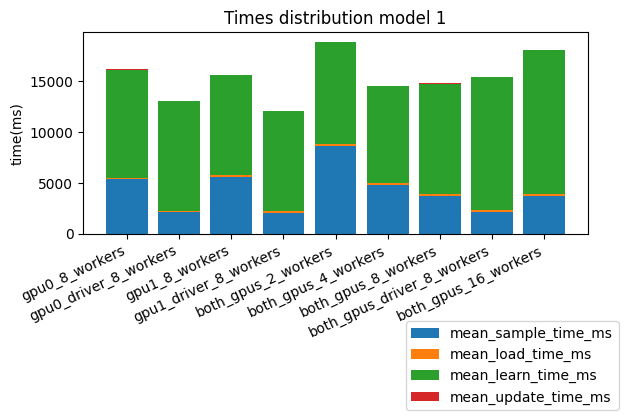 Times distribution model 1
time(ms)
15000
10000
5000
0
gpu0_8_workers
gpu0_driver_8_workers
gpu1_8_workers
gpu1_driver_8_workers
both_gpus_2_workers
both_gpus_4_workers
both_gpus_8_workers
both_gpus_driver_8_workers
both_gpus_16_workers
mean_sample_time_ms
mean_load_time_ms
mean_learn_time_ms
mean_update_time_ms